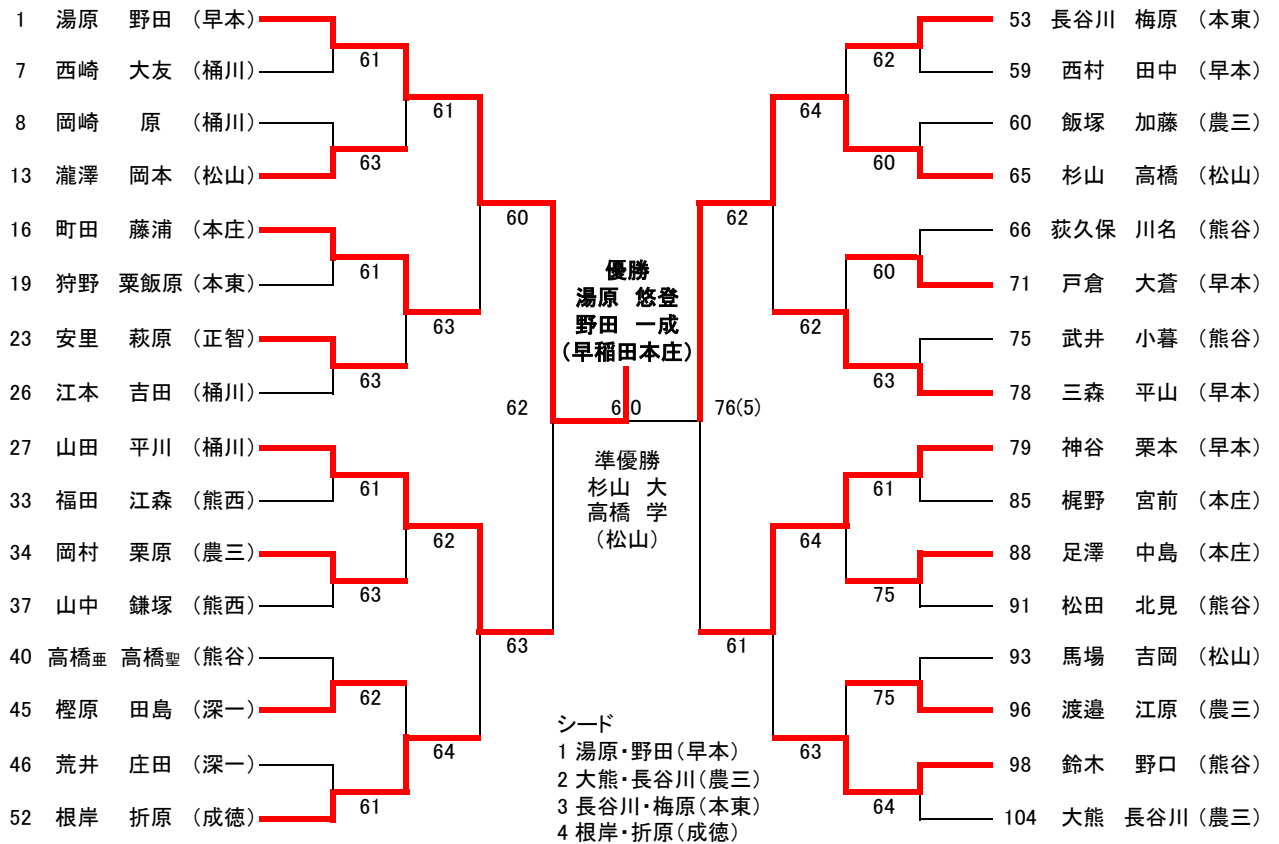 1 湯原 野田 (早本)
7 西崎 大友 (桶川)
8 岡崎 原 (桶川)
13 瀧澤 岡本 (松山)
16 町田 藤浦 (本庄)
19 狩野 粟飯原 (本東)
23 安里 萩原 (正智)
26 江本 吉田 (桶川)
27 山田 平川 (桶川)
33 福田 江森 (熊西)
34 岡村 栗原 (農三)
37 山中 鎌塚 (熊西)
40 高橋亜 高橋聖 (熊谷)
45 樫原 田島 (深一)
46 荒井 庄田 (深一)
52 根岸 折原 (成徳)
61
63
61
63
61
63
62
61
61
63
62
64
60
63
62
優勝
湯原 悠登
野田 一成
(早稲田本庄)
60
準優勝
杉山 大
高橋 学
(松山)
シード
1 湯原・野田(早本)
2 大熊・長谷川(農三)
3 長谷川・梅原(本東)
4 根岸・折原(成徳)
76(5)
62
61
64
62
64
63
62
60
60
63
61
75
75
64
53 長谷川 梅原 (本東)
59 西村 田中 (早本)
60 飯塚 加藤 (農三)
65 杉山 高橋 (松山)
66 荻久保 川名 (熊谷)
71 戸倉 大蒼 (早本)
75 武井 小暮 (熊谷)
78 三森 平山 (早本)
79 神谷 栗本 (早本)
85 梶野 宮前 (本庄)
88 足澤 中島 (本庄)
91 松田 北見 (熊谷)
93 馬場 吉岡 (松山)
96 渡邉 江原 (農三)
98 鈴木 野口 (熊谷)
104 大熊 長谷川 (農三)